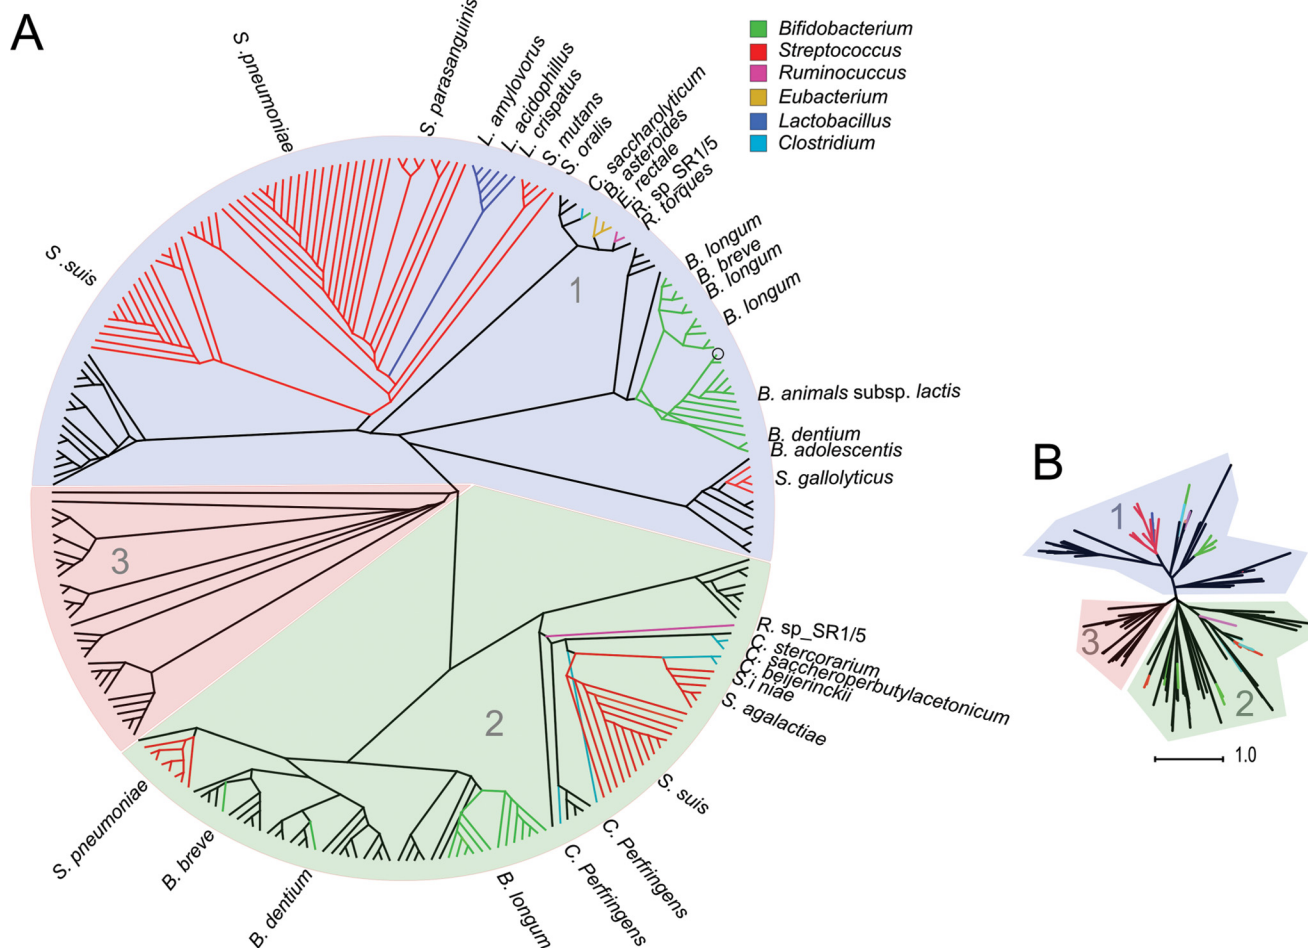 A
S .pneumoniae
S. parasanguinis
L. amylovorus
L. acidophillus
L. crispatus
S. mutans
S. oralis
C. saccharolyticum
B. asteroides
E. rectale
R. sp_SR1/5
R. torques
Bifidobacterium
Streptococcus
Ruminocuccus
Eubacterium
Lactobacillus
Clostridium
S .suis
B. longum
B. breve
B. longum
B. longum
1
B. animals subsp. lactis
B. dentium
B. adolescentis
S. gallolyticus
3
2
R. sp_SR1/5
C. stercorarium
C. saccheroperbutylacetonicum
C. beijerinckii
S.i niae
S. agalactiae
S. suis
C. Perfringens
C. Perfringens
B. longum
B. dentium
B. breve
S. pneumoniae
B
1
3
2
1.0